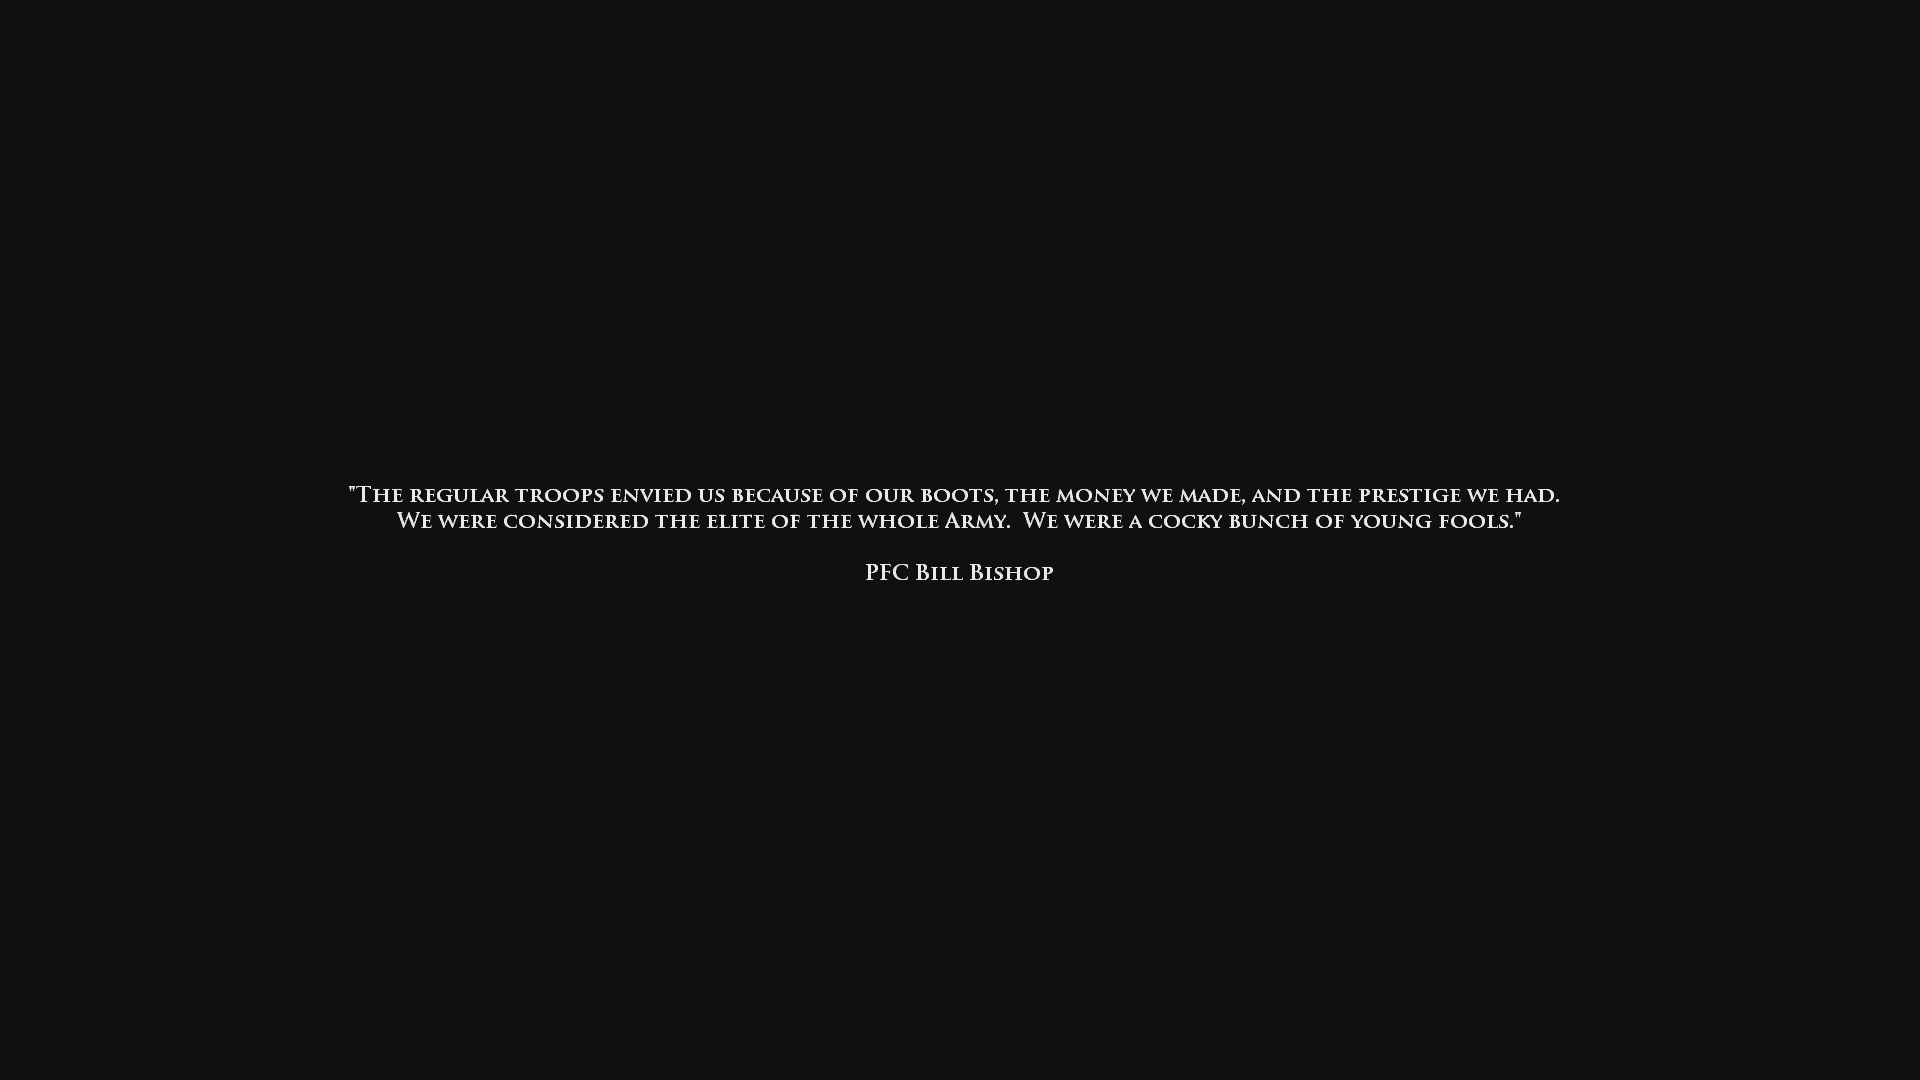 "The regular troops envied us because of our boots, the money we made, and the prestige we had.
We were considered the elite of the whole Army.  We were a cocky bunch of young fools."
PFC Bill Bishop